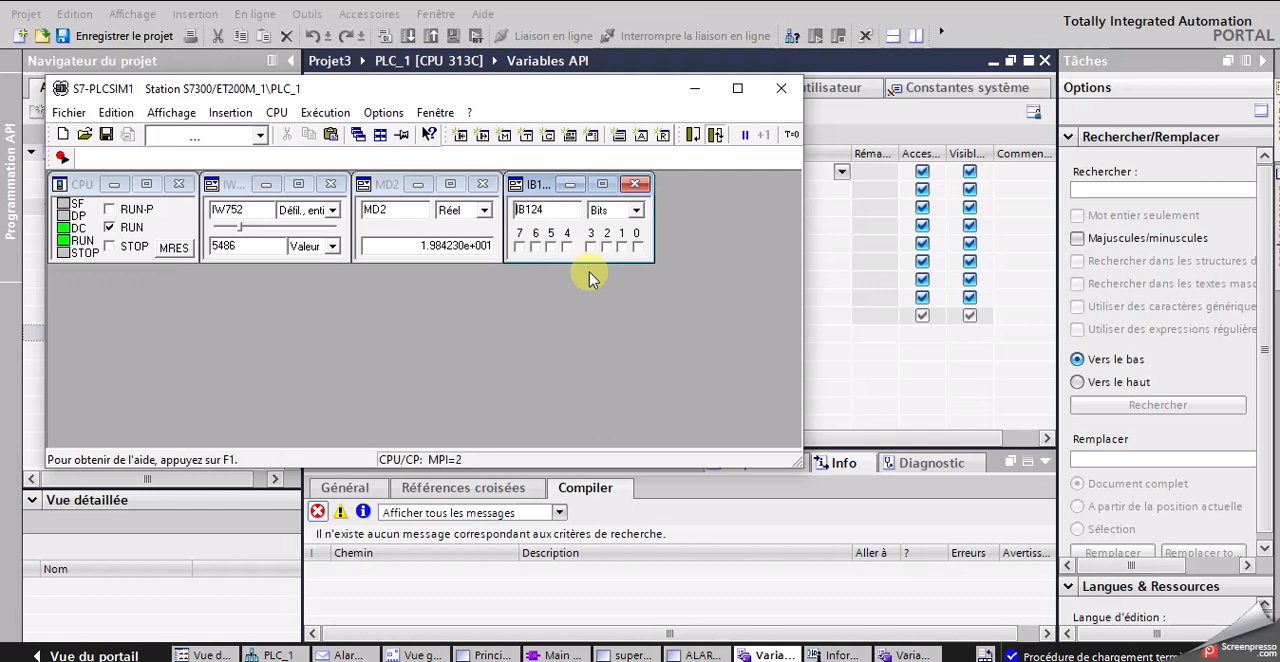 Projet Edition Affichage Insertion En ligne Outils Accessoires Fenêtre Aide
Totally Integrated Automation
PORTAL
Enregistrer le projet Liaison en ligne Interrompre la liaison en ligne
Navigateur du projet
Projet3 PLC_1 [CPU 313C] Variables API
Tâches
S7-PLCSIM1 Station S7300/ET200M_1\PLC_1
utilisateur Constantes système
Options
Fichier Edition Affichage Insertion CPU Exécution Options Fenêtre ?
... +1 T=0
Rechercher/Remplacer
Programmation API
Réma... Acces... Visibl... Commen...
Rechercher :
CPU IW... MD2 IB1...
SF
DP
DC
RUN
STOP
RUN-P
RUN
STOP MRES
IW752 Défil., enti
5486 Valeur
MD2 Réel
1.984230e+001
IB124 Bits
7 6 5 4 3 2 1 0
Mot entier seulement
Majuscules/minuscules
Rechercher dans les structures d
Rechercher dans les textes masc
Utiliser des caractères générique
Utiliser des expressions régulière
Vers le bas
Vers le haut
Rechercher
Remplacer
Document complet
A partir de la position actuelle
Sélection
Remplacer Remplacer to...
Langues & Ressources
Langue d'édition :
Pour obtenir de l'aide, appuyez sur F1. CPU/CP: MPI=2
Info Diagnostic
Vue détaillée
Général Références croisées Compiler
Afficher tous les messages
Il n'existe aucun message correspondant aux critères de recherche.
! Chemin Description Aller à ? Erreurs Avertiss...
Nom
Vue du portail Vue d... PLC_1 Alar... Vue g... Princi... Main ... super... ALAR... Varia... Infor... Varia...
Procédure de chargement termi
Screenpresso
.com